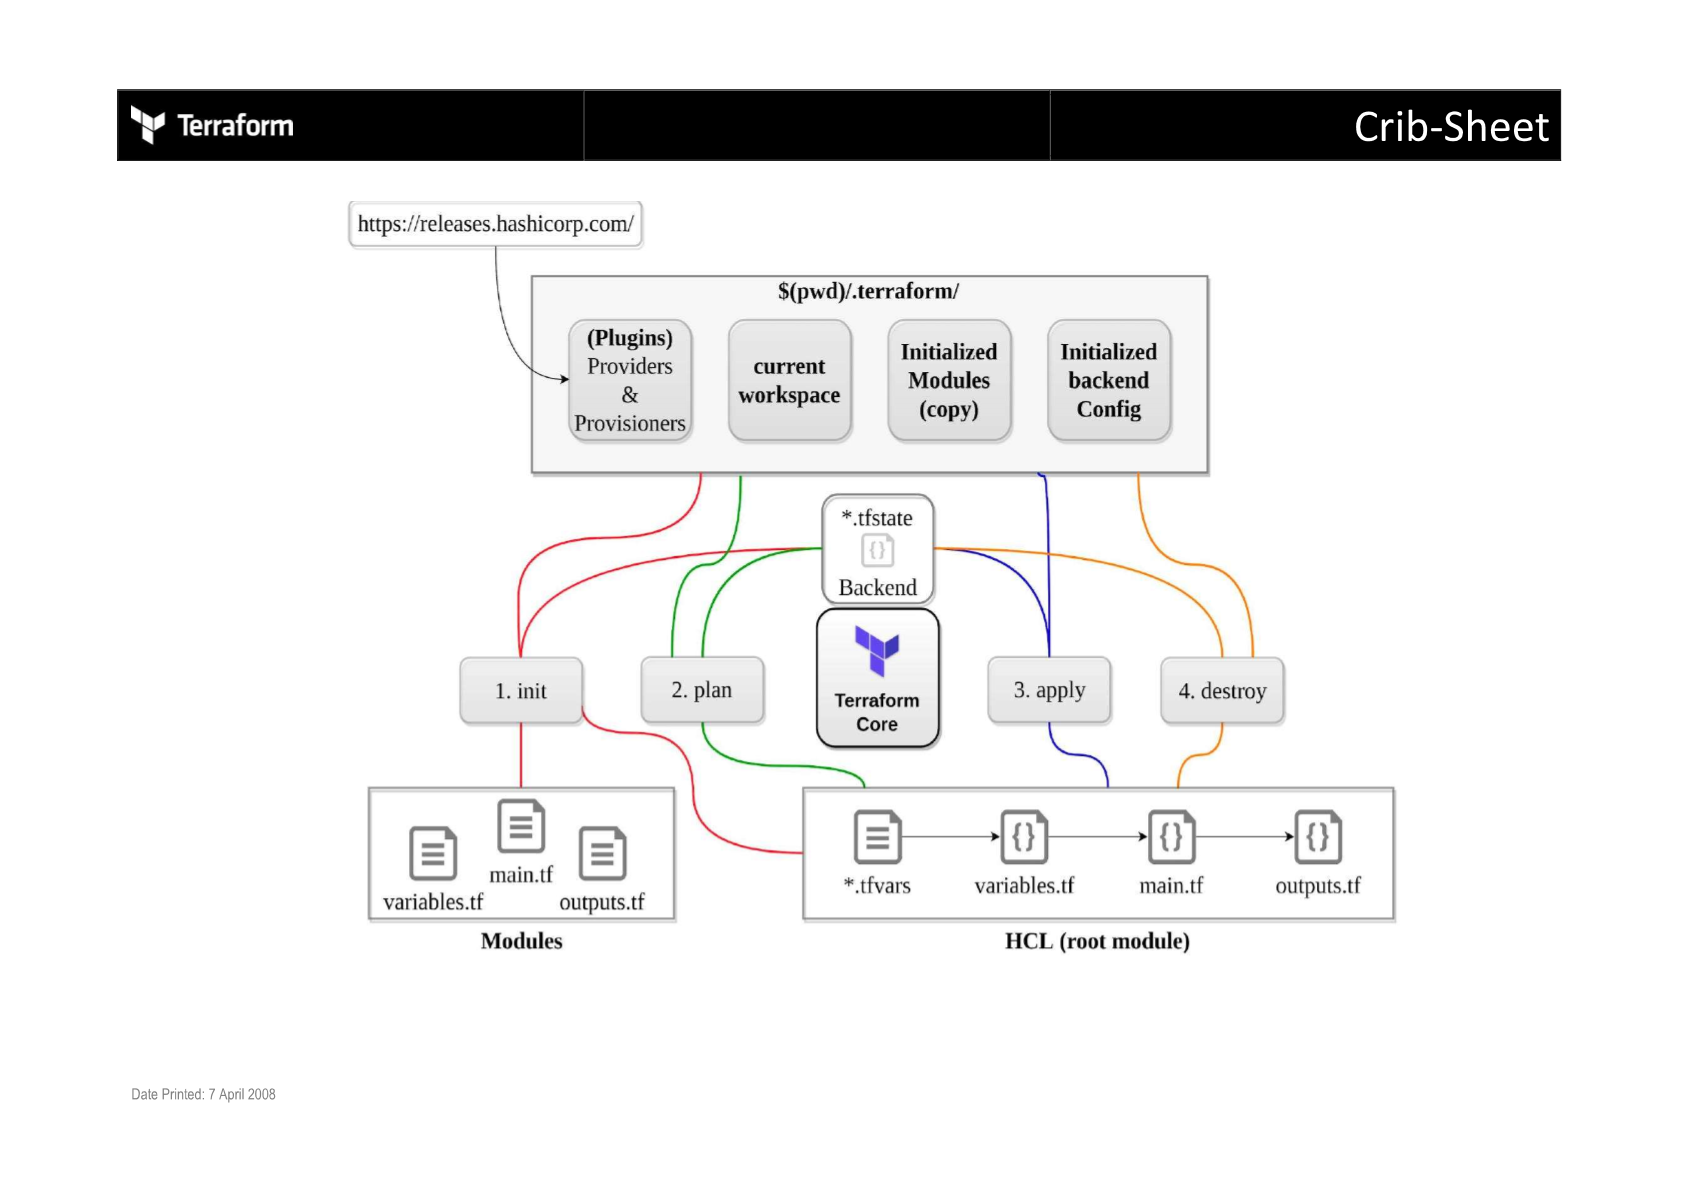 Terraform
Crib-Sheet
https://releases.hashicorp.com/
$(pwd)/.terraform/
(Plugins)
Providers
&
Provisioners
current
workspace
Initialized
Modules
(copy)
Initialized
backend
Config
*.tfstate
{}
Backend
1. init
2. plan
Terraform
Core
3. apply
4. destroy
variables.tf
main.tf
outputs.tf
Modules
{}
{}
{}
*.tfvars
variables.tf
main.tf
outputs.tf
HCL (root module)
Date Printed: 7 April 2008